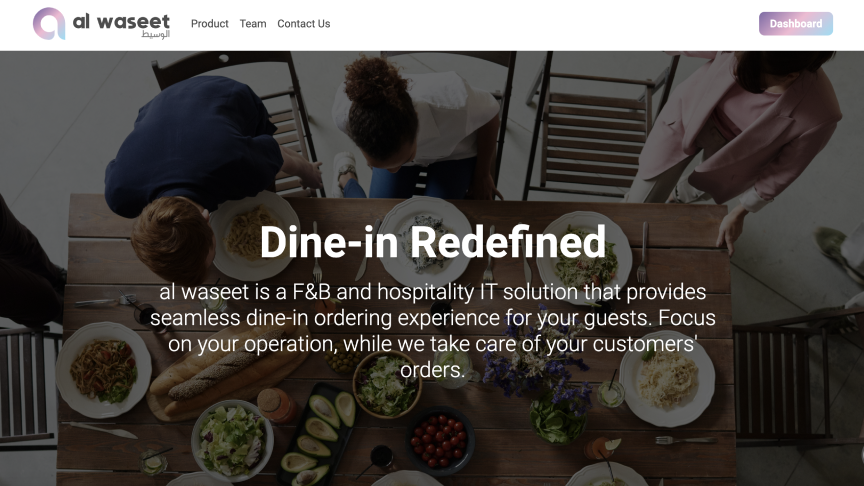 al waseet
الوسيط
Product Team Contact Us
Dashboard
Dine-in Redefined
al waseet is a F&B and hospitality IT solution that provides
seamless dine-in ordering experience for your guests. Focus
on your operation, while we take care of your customers'
orders.